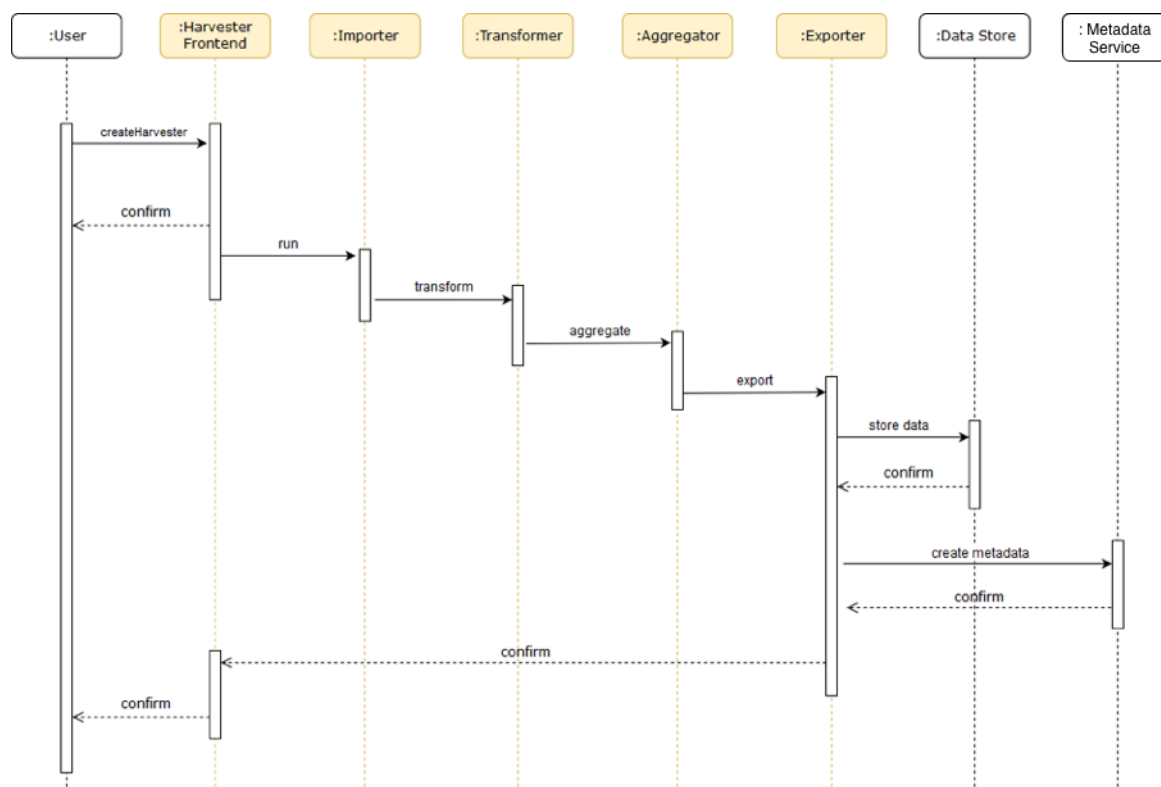 :User
:Harvester
Frontend
:Importer
:Transformer
:Aggregator
:Exporter
:Data Store
: Metadata
Service
createHarvester
confirm
run
transform
aggregate
export
store data
confirm
create metadata
confirm
confirm
confirm